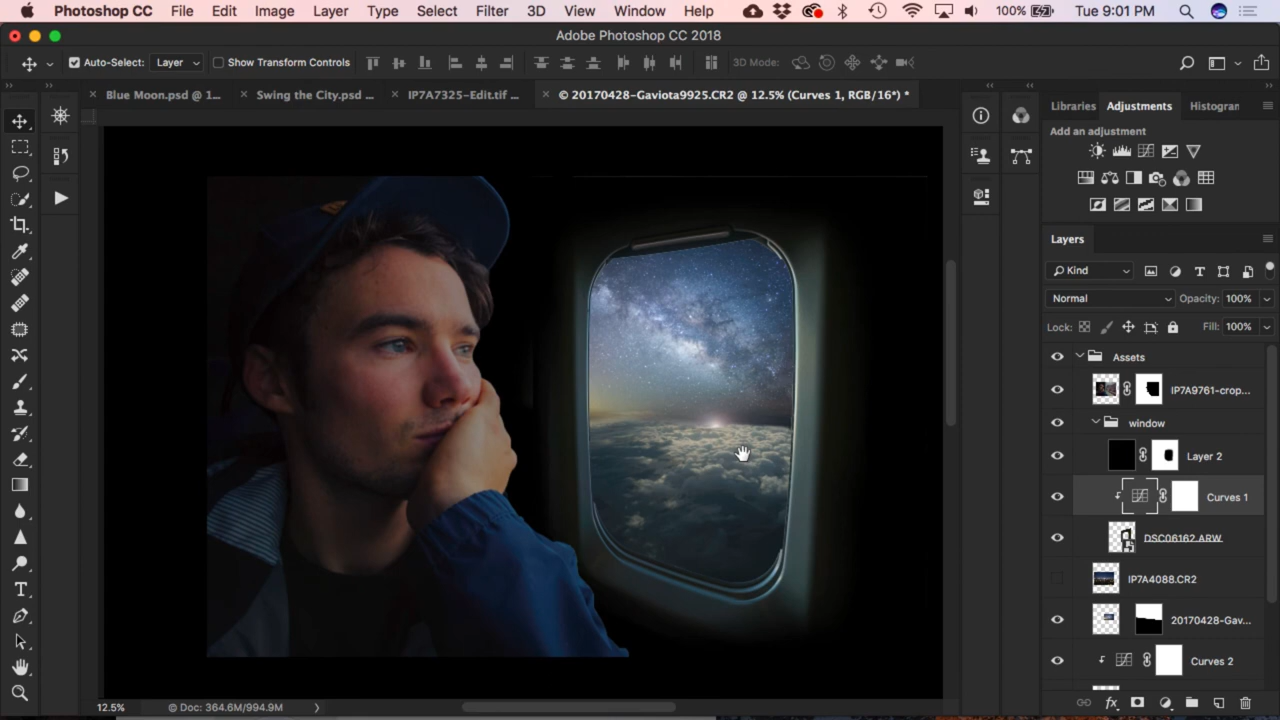 Photoshop CC File Edit Image Layer Type Select Filter 3D View Window Help 100% Tue 9:01 PM
Adobe Photoshop CC 2018
Auto-Select: Layer Show Transform Controls 3D Mode:
Blue Moon.psd @ 1... Swing the City.psd ... IP7A7325-Edit.tif ... © 20170428-Gaviota9925.CR2 @ 12.5% (Curves 1, RGB/16*) *
Libraries Adjustments Histogran
Add an adjustment
Layers
Kind
Normal Opacity: 100%
Lock: Fill: 100%
Assets
IP7A9761-crop...
window
Layer 2
Curves 1
DSC06162.ARW
IP7A4088.CR2
20170428-Gav...
Curves 2
12.5% © Doc: 364.6M/994.9M
fx